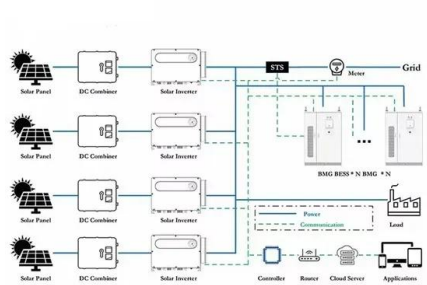 STS
Meter
Grid
Solar Panel
DC Combiner
Solar Inverter
Solar Panel
DC Combiner
Solar Inverter
BMG BESS * N BMG * N
Solar Panel
DC Combiner
Solar Inverter
Power
Communication
Load
Solar Panel
DC Combiner
Solar Inverter
Controller
Router
Cloud Server
Applications